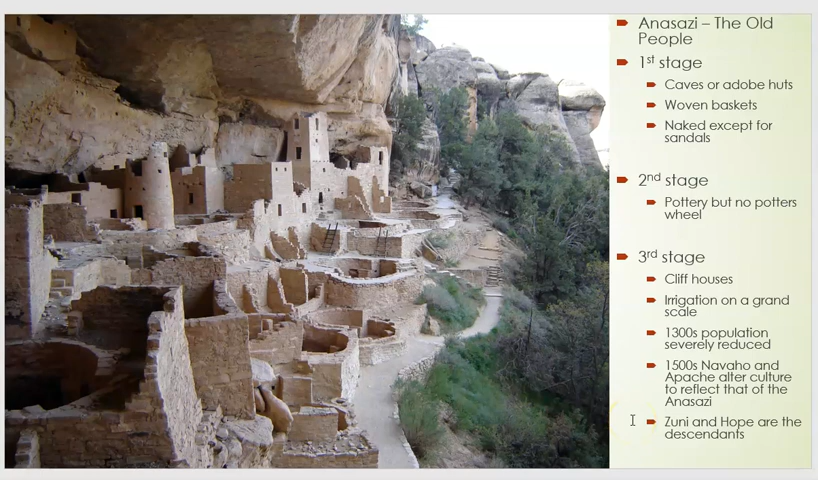 Anasazi – The Old
People
1st stage
Caves or adobe huts
Woven baskets
Naked except for
sandals
2nd stage
Pottery but no potters
wheel
3rd stage
Cliff houses
Irrigation on a grand
scale
1300s population
severely reduced
1500s Navaho and
Apache alter culture
to reflect that of the
Anasazi
Zuni and Hope are the
descendants